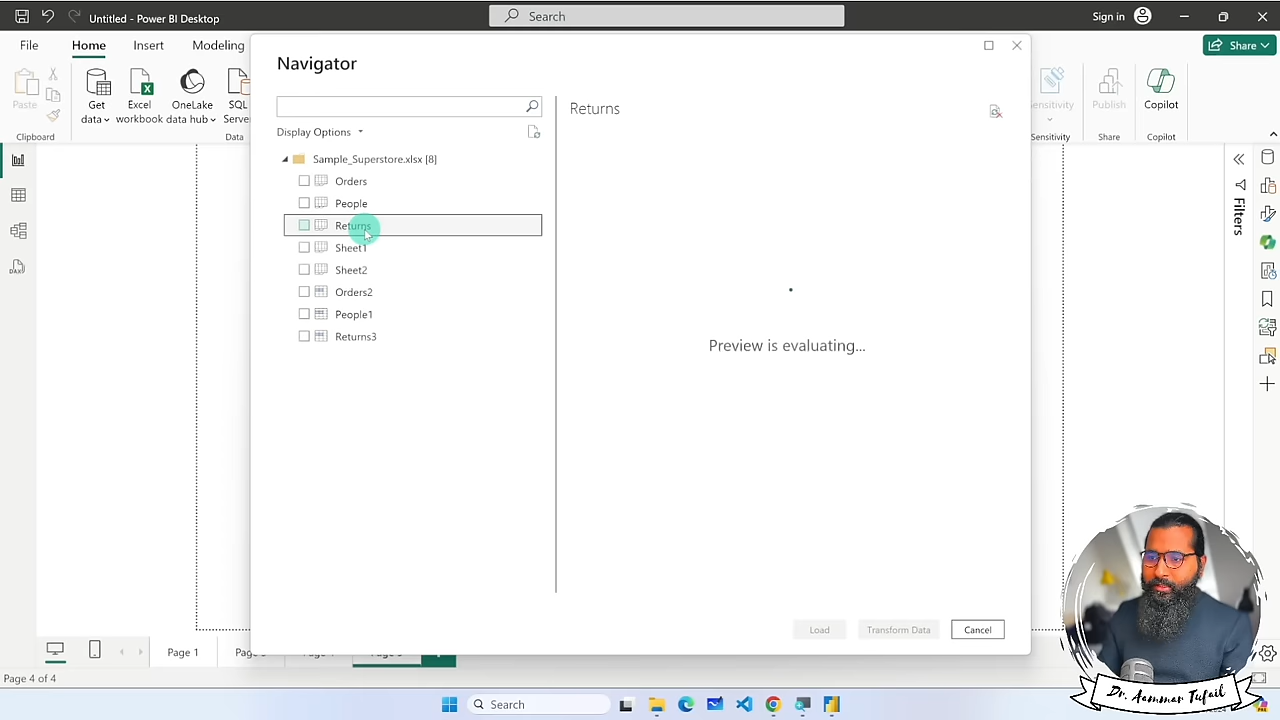 Untitled - Power BI Desktop
Search
Sign in
File
Home
Insert
Modeling
Share
Paste
Get
data
Excel
workbook
OneLake
data hub
SQL
Serve
Clipboard
Data
ensitivity
Publish
Copilot
Sensitivity
Share
Copilot
Navigator
Display Options
Sample_Superstore.xlsx [8]
Orders
People
Returns
Sheet1
Sheet2
Orders2
People1
Returns3
Returns
Preview is evaluating...
Load
Transform Data
Cancel
Filters
Page 1
Page 4 of 4
Search
Dr. Aammar Tufail